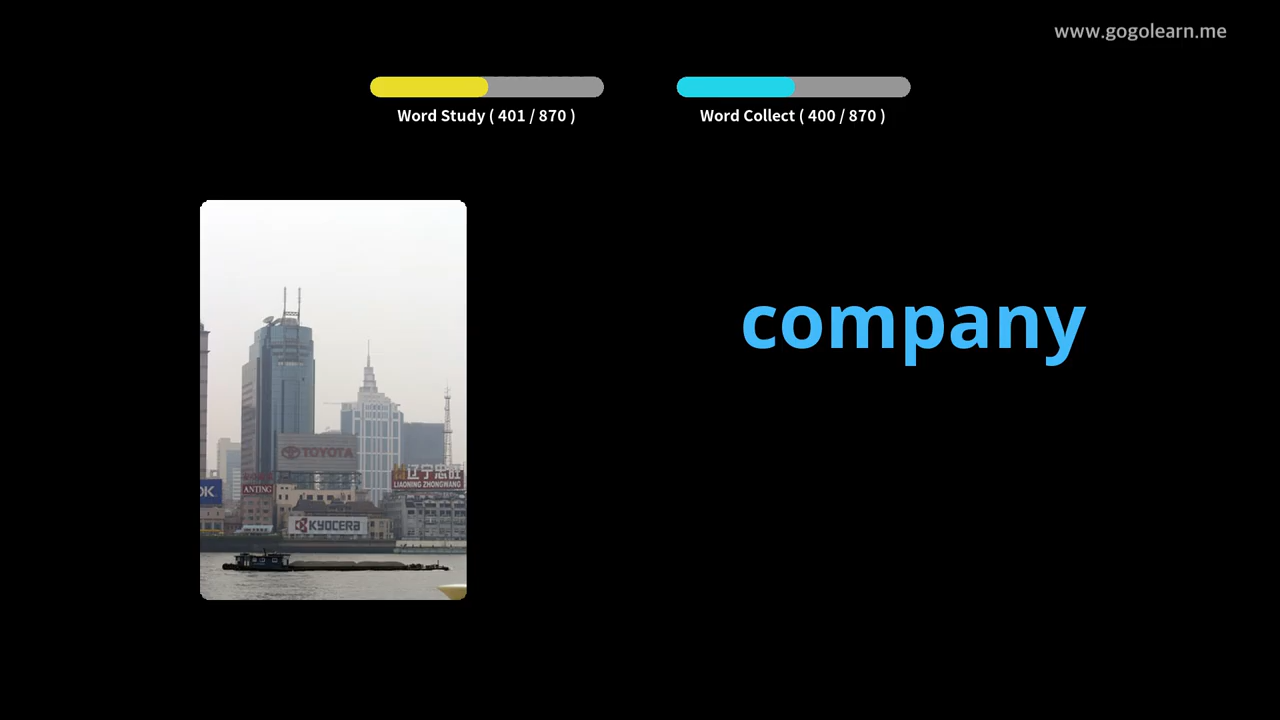 www.gogolearn.me
Word Study ( 401 / 870 )
Word Collect ( 400 / 870 )
company
TOYOTA
辽宁忠旺
LIAONING ZHONGWANG
OK
ANTING
KYOCERA